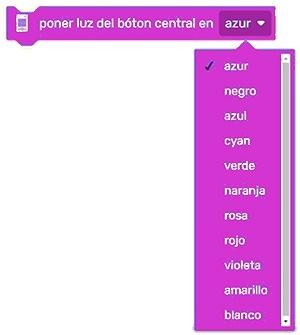 poner luz del bóton central en azur
azur
negro
azul
cyan
verde
naranja
rosa
rojo
violeta
amarillo
blanco